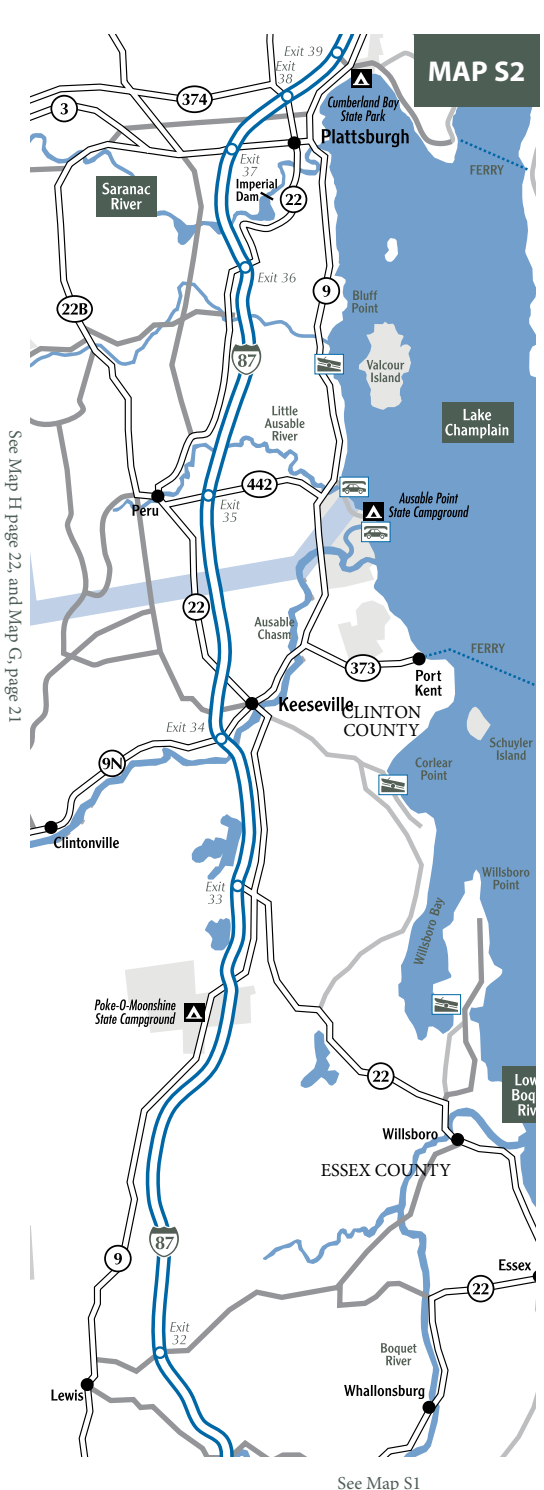 Exit 39
MAP S2
Exit
38
374
3
Cumberland Bay
State Park
Plattsburgh
Exit
37
FERRY
Imperial
Dam
Saranac
River
22
Exit 36
9
Bluff
Point
22B
87
Valcour
Island
Little
Ausable
River
Lake
Champlain
See Map H page 22, and Map G, page 21
442
Peru
Exit
35
Ausable Point
State Campground
22
Ausable
Chasm
373
FERRY
Port
Kent
Keeseville
CLINTON
COUNTY
Exit 34
Schuyler
Island
9N
Corlear
Point
Clintonville
Exit
33
Willsboro
Point
Willsboro Bay
Poke-O-Moonshine
State Campground
22
Willsboro
ESSEX COUNTY
87
9
Essex
22
Exit
32
Boquet
River
Lewis
Whallonsburg
See Map S1